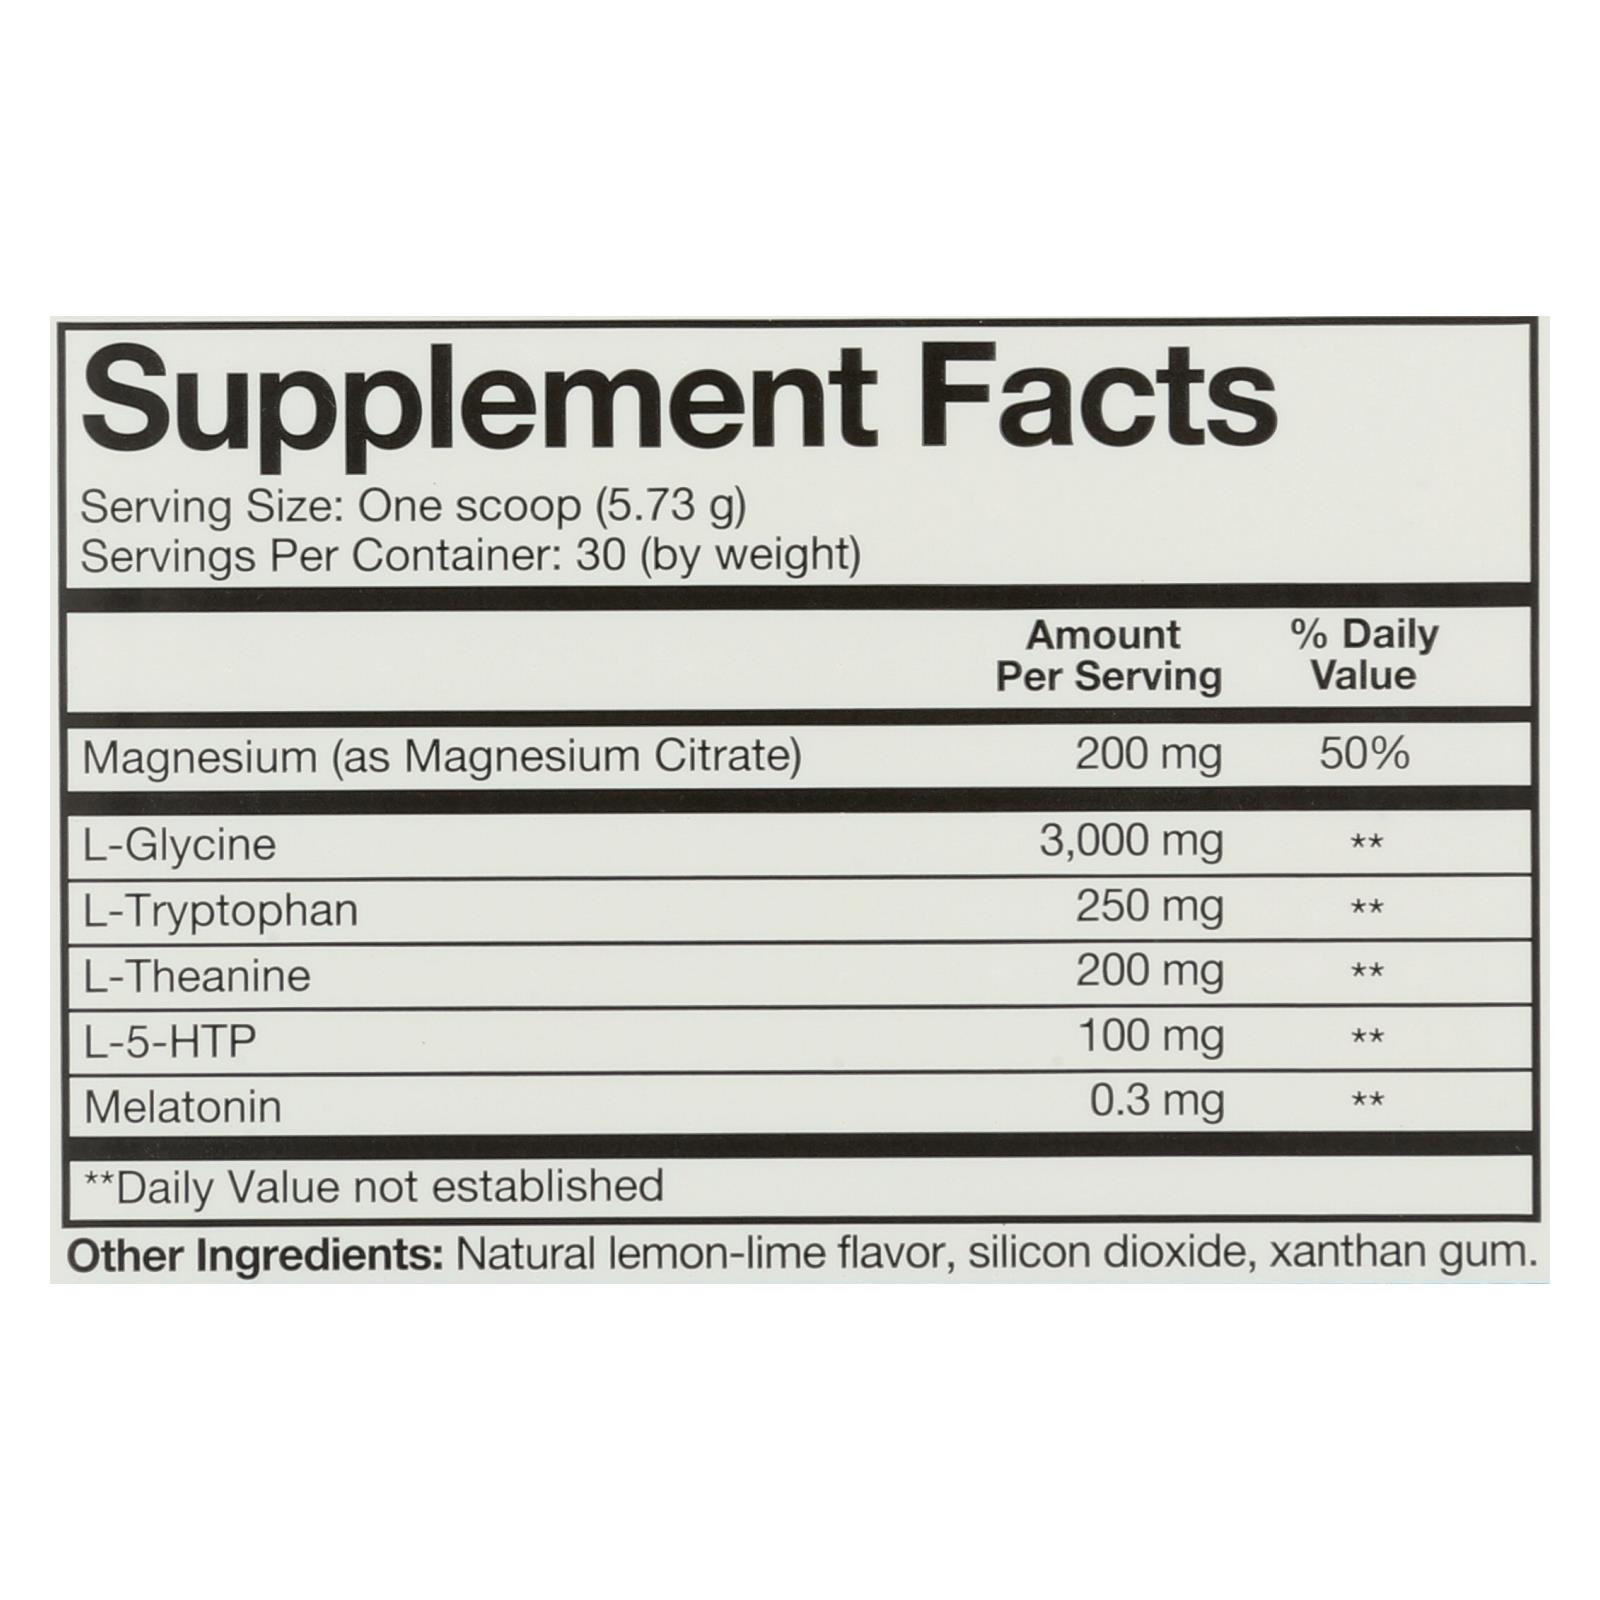 Supplement Facts
Serving Size: One scoop (5.73 g)
Servings Per Container: 30 (by weight)
Amount Per Serving % Daily Value
Magnesium (as Magnesium Citrate) 200 mg 50%
L-Glycine 3,000 mg **
L-Tryptophan 250 mg **
L-Theanine 200 mg **
L-5-HTP 100 mg **
Melatonin 0.3 mg **
**Daily Value not established
Other Ingredients: Natural lemon-lime flavor, silicon dioxide, xanthan gum.